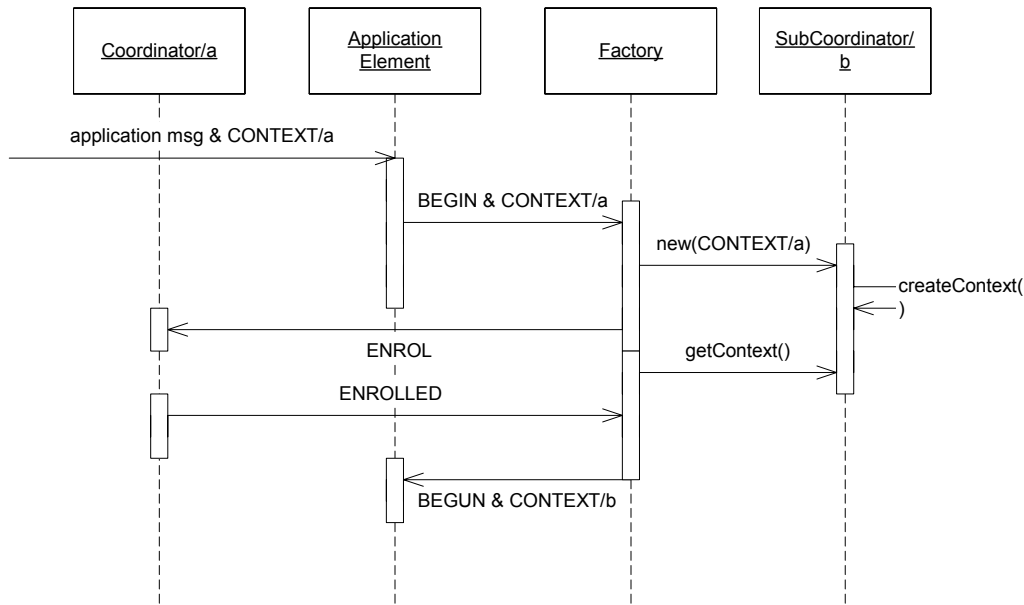 Coordinator/a
Application
Element
Factory
SubCoordinator/
b
application msg & CONTEXT/a
BEGIN & CONTEXT/a
new(CONTEXT/a)
createContext(
)
ENROL
getContext()
ENROLLED
BEGUN & CONTEXT/b